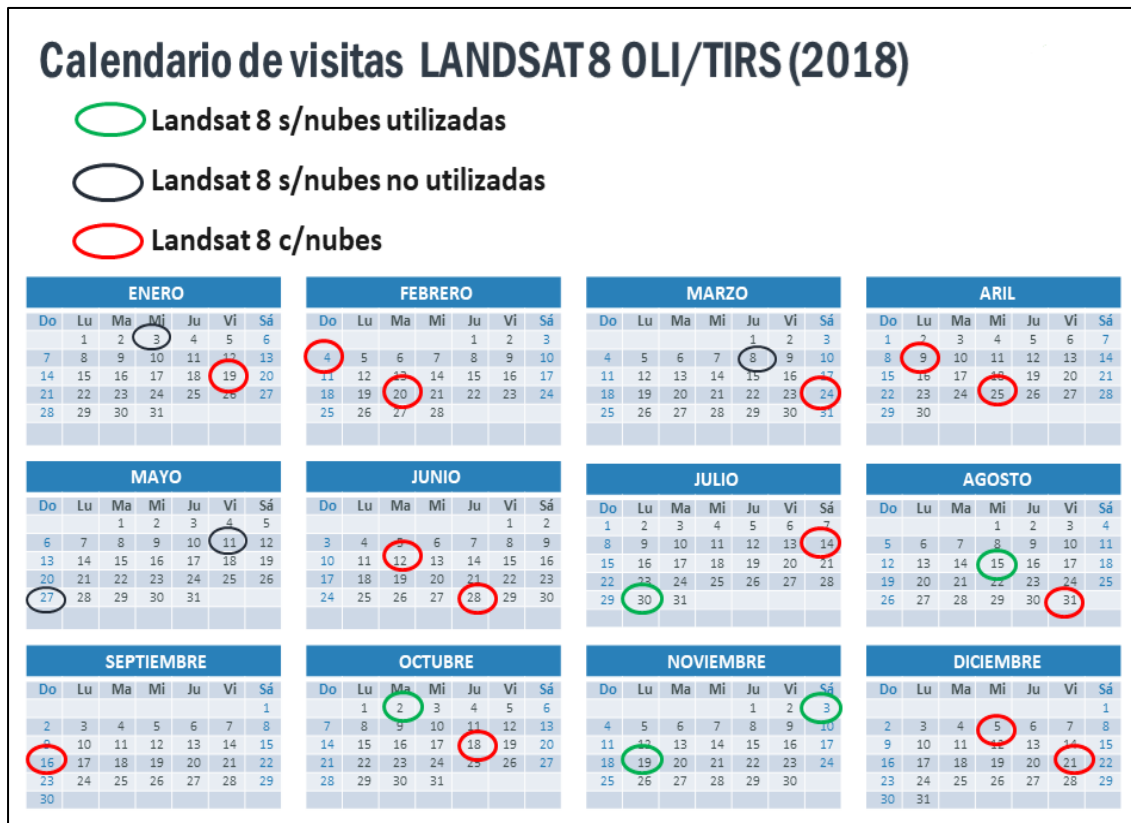 Calendario de visitas LANDSAT 8 OLI/TIRS (2018)
Landsat 8 s/nubes utilizadas
Landsat 8 s/nubes no utilizadas
Landsat 8 c/nubes
ENERO
Do Lu Ma Mi Ju Vi Sá
1 2 3 4 5 6
7 8 9 10 11 12 13
14 15 16 17 18 19 20
21 22 23 24 25 26 27
28 29 30 31
FEBRERO
Do Lu Ma Mi Ju Vi Sá
1 2 3
4 5 6 7 8 9 10
11 12 13 14 15 16 17
18 19 20 21 22 23 24
25 26 27 28
MARZO
Do Lu Ma Mi Ju Vi Sá
1 2 3
4 5 6 7 8 9 10
11 12 13 14 15 16 17
18 19 20 21 22 23 24
25 26 27 28 29 30 31
ARIL
Do Lu Ma Mi Ju Vi Sá
1 2 3 4 5 6 7
8 9 10 11 12 13 14
15 16 17 18 19 20 21
22 23 24 25 26 27 28
29 30
MAYO
Do Lu Ma Mi Ju Vi Sá
1 2 3 4 5
6 7 8 9 10 11 12
13 14 15 16 17 18 19
20 21 22 23 24 25 26
27 28 29 30 31
JUNIO
Do Lu Ma Mi Ju Vi Sá
1 2
3 4 5 6 7 8 9
10 11 12 13 14 15 16
17 18 19 20 21 22 23
24 25 26 27 28 29 30
JULIO
Do Lu Ma Mi Ju Vi Sá
1 2 3 4 5 6 7
8 9 10 11 12 13 14
15 16 17 18 19 20 21
22 23 24 25 26 27 28
29 30 31
AGOSTO
Do Lu Ma Mi Ju Vi Sá
1 2 3 4
5 6 7 8 9 10 11
12 13 14 15 16 17 18
19 20 21 22 23 24 25
26 27 28 29 30 31
SEPTIEMBRE
Do Lu Ma Mi Ju Vi Sá
1
2 3 4 5 6 7 8
9 10 11 12 13 14 15
16 17 18 19 20 21 22
23 24 25 26 27 28 29
30
OCTUBRE
Do Lu Ma Mi Ju Vi Sá
1 2 3 4 5 6
7 8 9 10 11 12 13
14 15 16 17 18 19 20
21 22 23 24 25 26 27
28 29 30 31
NOVIEMBRE
Do Lu Ma Mi Ju Vi Sá
1 2 3
4 5 6 7 8 9 10
11 12 13 14 15 16 17
18 19 20 21 22 23 24
25 26 27 28 29 30
DICIEMBRE
Do Lu Ma Mi Ju Vi Sá
1
2 3 4 5 6 7 8
9 10 11 12 13 14 15
16 17 18 19 20 21 22
23 24 25 26 27 28 29
30 31